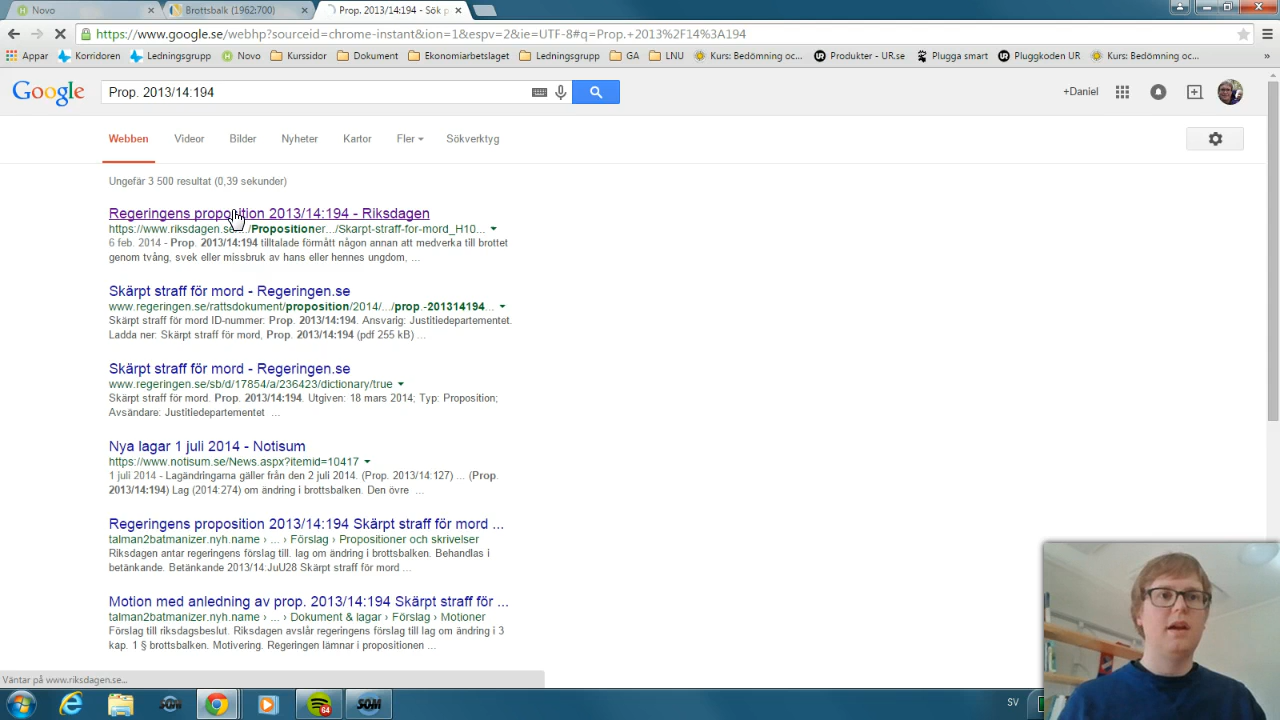 Novo
Brottsbalk (1962:700)
Prop. 2013/14:194 - Sök p
https://www.google.se/webhp?sourceid=chrome-instant&ion=1&espv=2&ie=UTF-8#q=Prop.+2013%2F14%3A194
Appar
Korridoren
Ledningsgrupp
Novo
Kurssidor
Dokument
Ekonomiarbetslaget
Ledningsgrupp
GA
LNU
Kurs: Bedömning oc...
Produkter - UR.se
Plugga smart
Pluggkoden UR
Kurs: Bedömning oc...
»
Google
Prop. 2013/14:194
+Daniel
Webben
Videor
Bilder
Nyheter
Kartor
Fler
Sökverktyg
Ungefär 3 500 resultat (0,39 sekunder)
Regeringens proposition 2013/14:194 - Riksdagen
https://www.riksdagen.se/.../Propositioner.../Skarpt-straff-for-mord_H10...
6 feb. 2014 - Prop. 2013/14:194 tilltalade förmått någon annan att medverka till brottet
genom tvång, svek eller missbruk av hans eller hennes ungdom, ...
Skärpt straff för mord - Regeringen.se
www.regeringen.se/rattsdokument/proposition/2014/.../prop.-201314194...
Skärpt straff för mord ID-nummer: Prop. 2013/14:194. Ansvarig: Justitiedepartementet.
Ladda ner: Skärpt straff för mord, Prop. 2013/14:194 (pdf 255 kB) ...
Skärpt straff för mord - Regeringen.se
www.regeringen.se/sb/d/17854/a/236423/dictionary/true
Skärpt straff för mord. Prop. 2013/14:194. Utgiven: 18 mars 2014; Typ: Proposition;
Avsändare: Justitiedepartementet ...
Nya lagar 1 juli 2014 - Notisum
https://www.notisum.se/News.aspx?itemid=10417
1 juli 2014 - Lagändringarna gäller från den 2 juli 2014. (Prop. 2013/14:127) ... (Prop.
2013/14:194) Lag (2014:274) om ändring i brottsbalken. Den övre ...
Regeringens proposition 2013/14:194 Skärpt straff för mord ...
talman2batmanizer.nyh.name › ... › Förslag › Propositioner och skrivelser
Riksdagen antar regeringens förslag till. lag om ändring i brottsbalken. Behandlas i
betänkande. Betänkande 2013/14:JuU28 Skärpt straff för mord ...
Motion med anledning av prop. 2013/14:194 Skärpt straff för ...
talman2batmanizer.nyh.name › ... › Dokument & lagar › Förslag › Motioner
Förslag till riksdagsbeslut. Riksdagen avslår regeringens förslag till lag om ändring i 3
kap. 1 § brottsbalken. Motivering. Regeringen lämnar i propositionen ...
Väntar på www.riksdagen.se...
64
SOM
SV